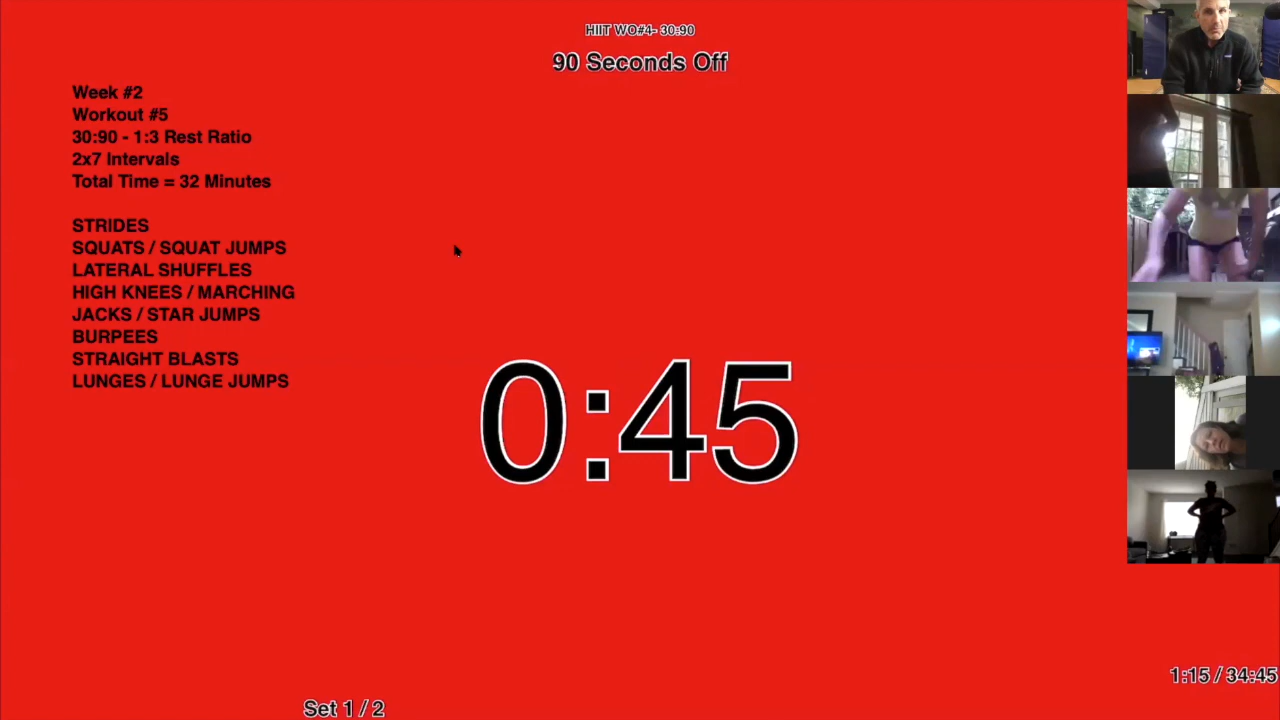 HIIT WO#4- 30:90
90 Seconds Off
Week #2
Workout #5
30:90 - 1:3 Rest Ratio
2x7 Intervals
Total Time = 32 Minutes
STRIDES
SQUATS / SQUAT JUMPS
LATERAL SHUFFLES
HIGH KNEES / MARCHING
JACKS / STAR JUMPS
BURPEES
STRAIGHT BLASTS
LUNGES / LUNGE JUMPS
0:45
1:15 / 34:45
Set 1 / 2